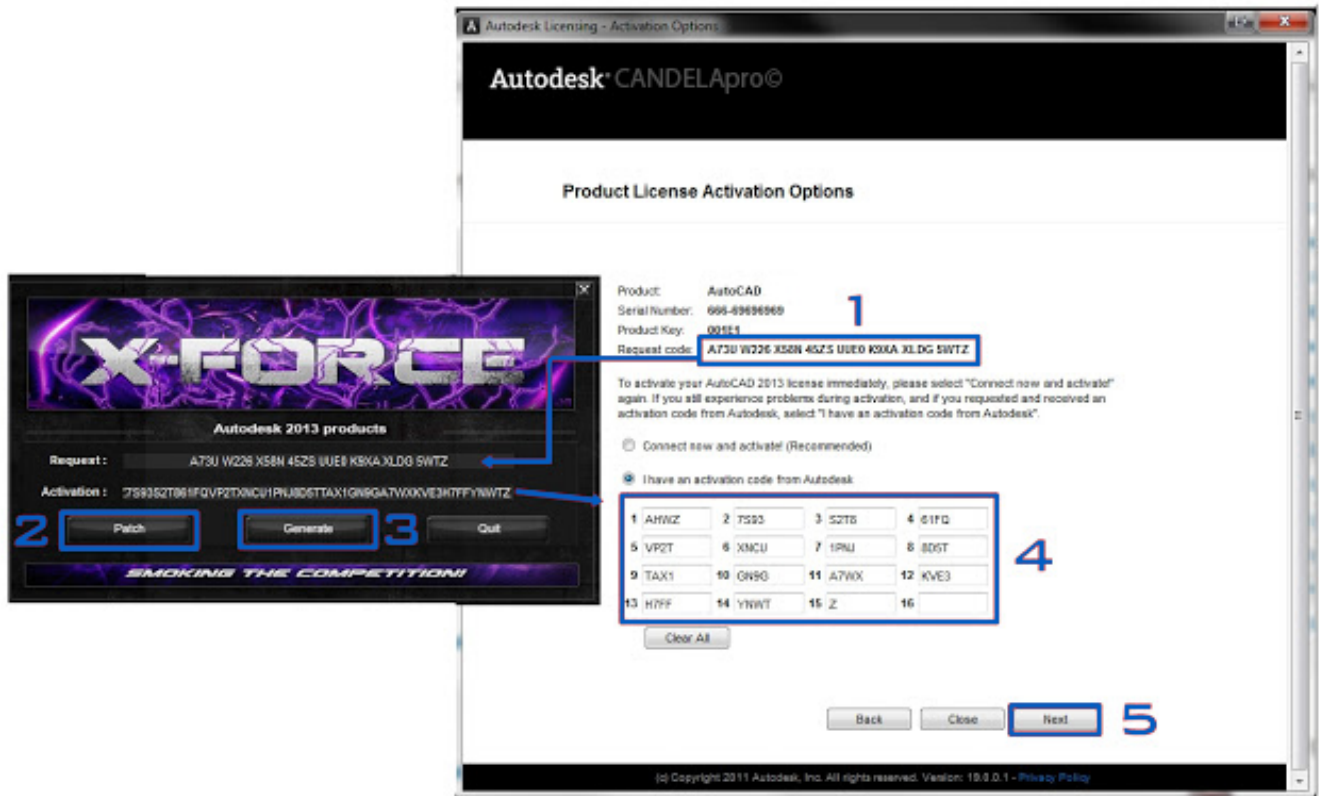 Autodesk Licensing - Activation Options
Autodesk CANDELApro©
Product License Activation Options
Product: AutoCAD
Serial Number: 666-69696969
Product Key: 001E1
Request code: A73U W226 X58N 45ZS UUE0 K9XA XLDG 5WTZ
1
To activate your AutoCAD 2013 license immediately, please select "Connect now and activate!"
again. If you still experience problems during activation, and if you requested and received an
activation code from Autodesk, select "I have an activation code from Autodesk".
Connect now and activate! (Recommended)
I have an activation code from Autodesk
1 AHWZ 2 7S93 3 S2T8 4 61FQ
5 VP2T 6 XNCU 7 1PNJ 8 8D5T
9 TAX1 10 GN9G 11 A7WX 12 KVE3
13 H7FF 14 YNWT 15 Z 16
4
Clear All
Back Close Next 5
(c) Copyright 2011 Autodesk, Inc. All rights reserved. Version: 19.0.0.1 - Privacy Policy
X-FORCE
Autodesk 2013 products
Request : A73U W226 X58N 45ZS UUE0 K9XA XLDG 5WTZ
Activation :
2 Patch Generate 3 Quit
SMOKING THE COMPETITION!